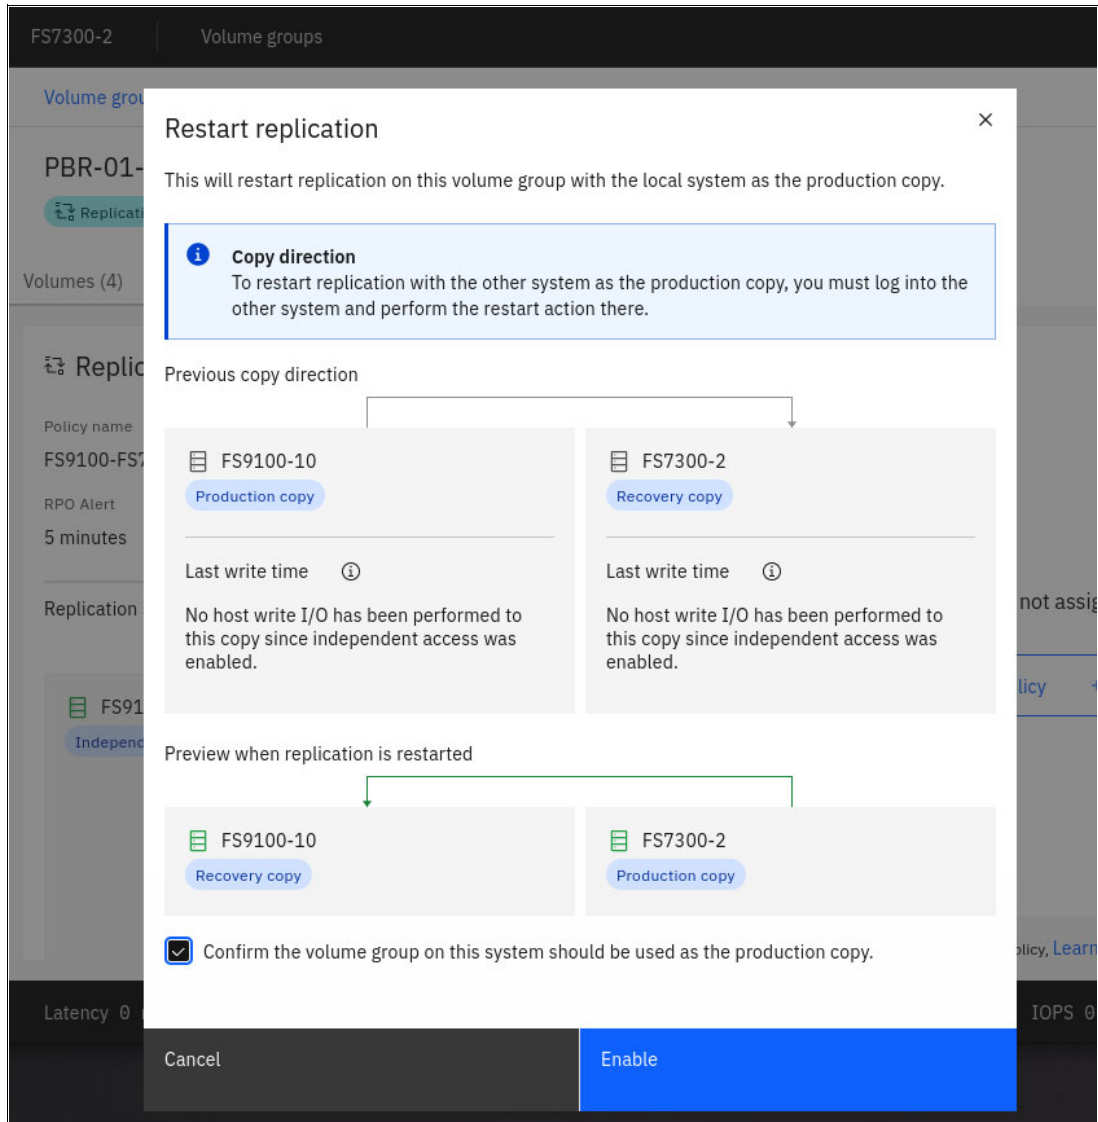 FS7300-2 Volume groups
Volume
Restart replication
PBR-01-
This will restart replication on this volume group with the local system as the production copy.
Copy direction
To restart replication with the other system as the production copy, you must log into the
other system and perform the restart action there.
Volumes (4)
Previous copy direction
Policy name
FS9100-10
FS7300-2
Production copy
Recovery copy
RPO Alert
5 minutes
Last write time
Last write time
Replication
not
No host write I/O has been performed to
this copy since independent access was
enabled.
No host write I/O has been performed to
this copy since independent access was
enabled.
Preview when replication is restarted
FS9100-10
FS7300-2
Recovery copy
Production copy
Confirm the volume group on this system should be used as the production copy.
Learn
Latency 0
IOPS 0
Cancel
Enable